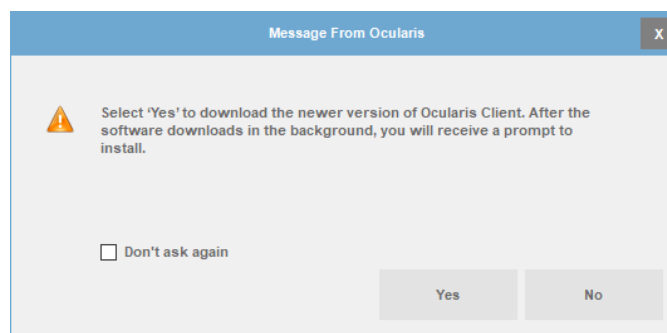 Message From Ocularis
X
Select ‘Yes’ to download the newer version of Ocularis Client. After the
software downloads in the background, you will receive a prompt to
install.
Don't ask again
Yes
No